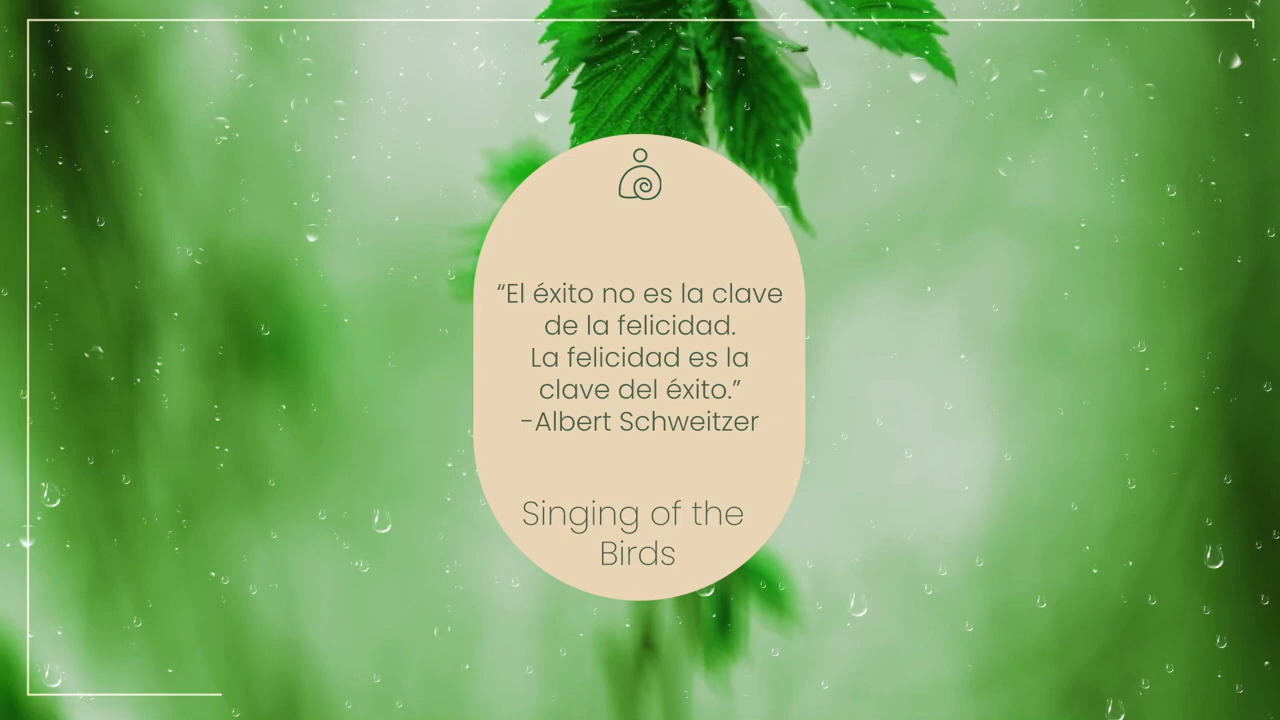 “El éxito no es la clave
de la felicidad.
La felicidad es la
clave del éxito.”
-Albert Schweitzer
Singing of the
Birds